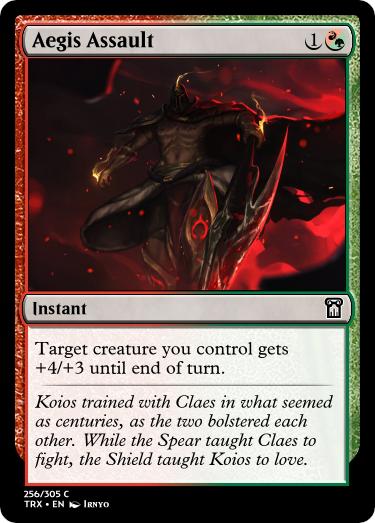 Aegis Assault 1
Instant
Target creature you control gets
+4/+3 until end of turn.
Koios trained with Claes in what seemed
as centuries, as the two bolstered each
other. While the Spear taught Claes to
fight, the Shield taught Koios to love.
256/305 C
TRX • EN Irnyo